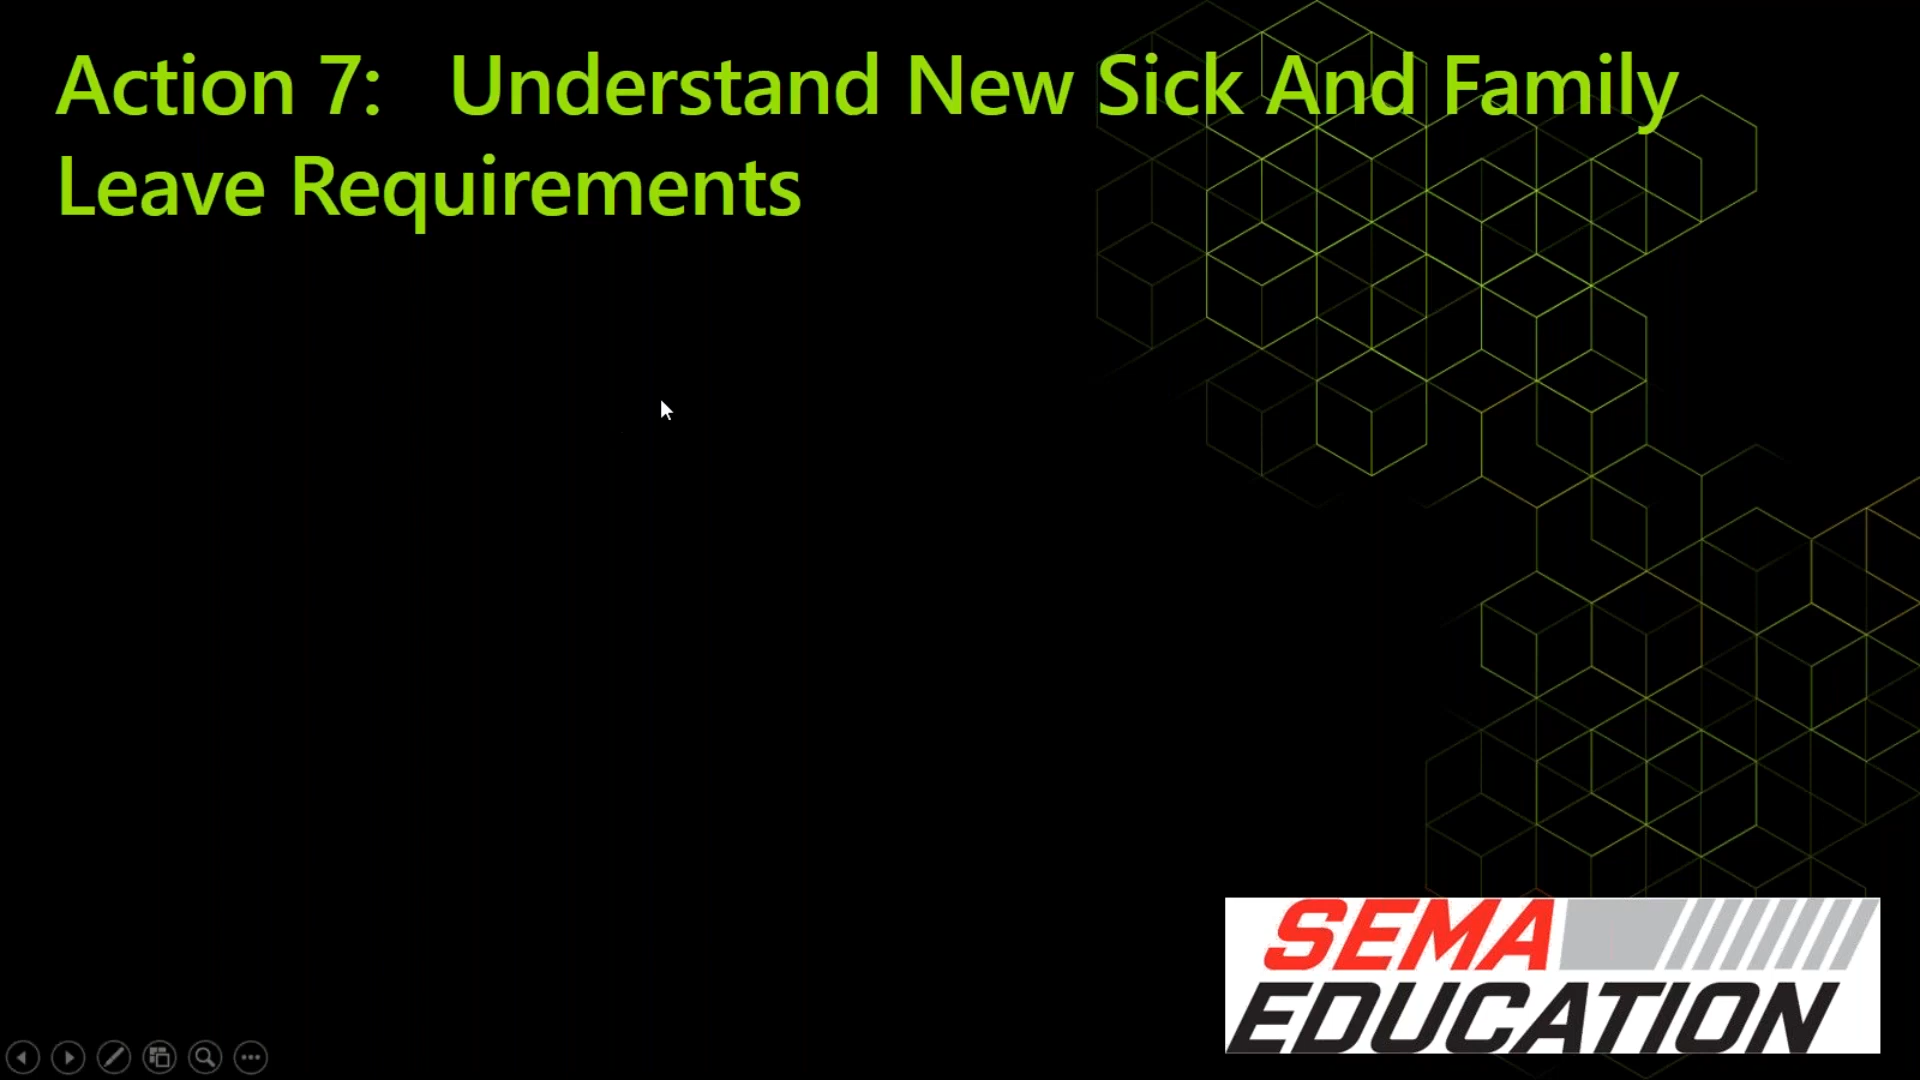 Action 7: Understand New Sick And Family
Leave Requirements
SEMA
EDUCATION